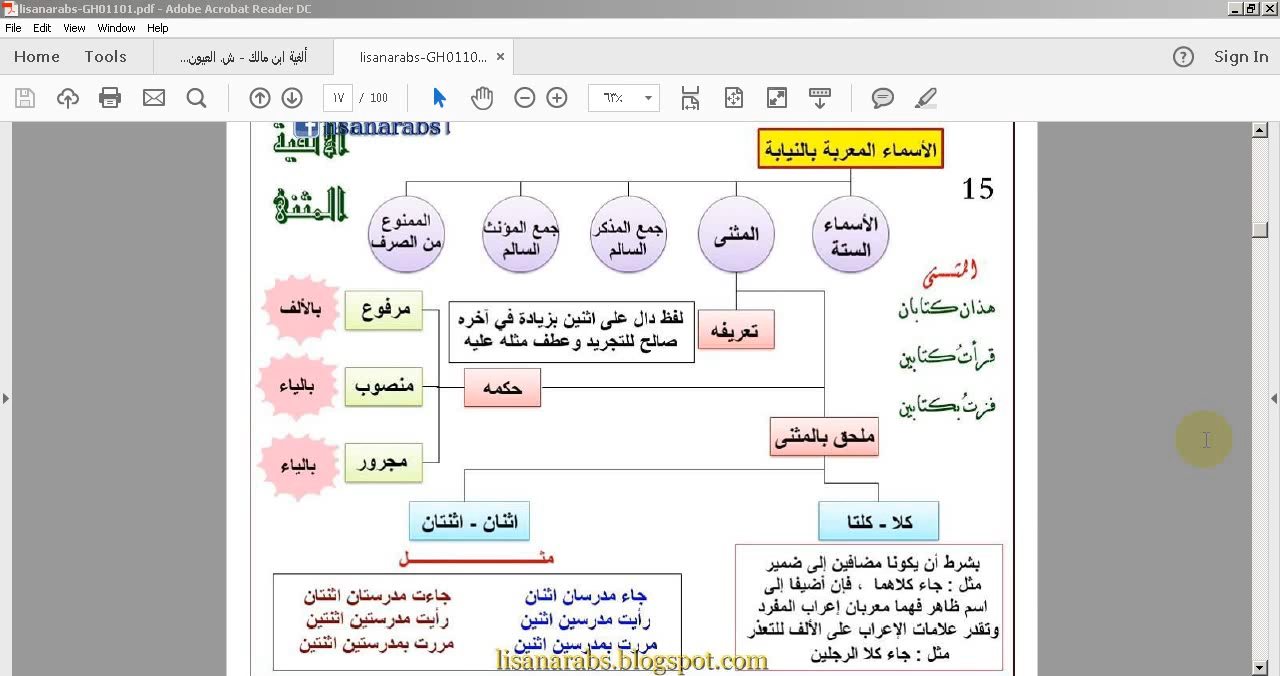 lisanarabs-GH01101.pdf - Adobe Acrobat Reader DC
File Edit View Window Help
Home Tools
ألفية ابن مالك - ش. العيون...
lisanarabs-GH0110...
Sign In
١٧ / 100
٦٣%
lisanarabs1
الألفية
المثنى
15
الأسماء المعربة بالنيابة
الأسماء الستة
المثنى
جمع المذكر السالم
جمع المؤنث السالم
الممنوع من الصرف
المثنى
هذان كتابان
قرأتُ كتابين
فزتُ بكتابين
تعريفه
لفظ دال على اثنين بزيادة في آخره
صالح للتجريد وعطف مثله عليه
حكمه
مرفوع
بالألف
منصوب
بالياء
مجرور
بالياء
ملحق بالمثنى
كلا - كلتا
بشرط أن يكونا مضافين إلى ضمير
مثل : جاء كلاهما ، فإن أضيفا إلى
اسم ظاهر فهما معربان إعراب المفرد
وتقدر علامات الإعراب على الألف للتعذر
مثل : جاء كلا الرجلين
اثنان - اثنتان
مثل
جاء مدرسان اثنان
رأيت مدرسين اثنين
مررت بمدرسين اثنين
جاءت مدرستان اثنتان
رأيت مدرستين اثنتين
مررت بمدرستين اثنتين
lisanarabs.blogspot.com